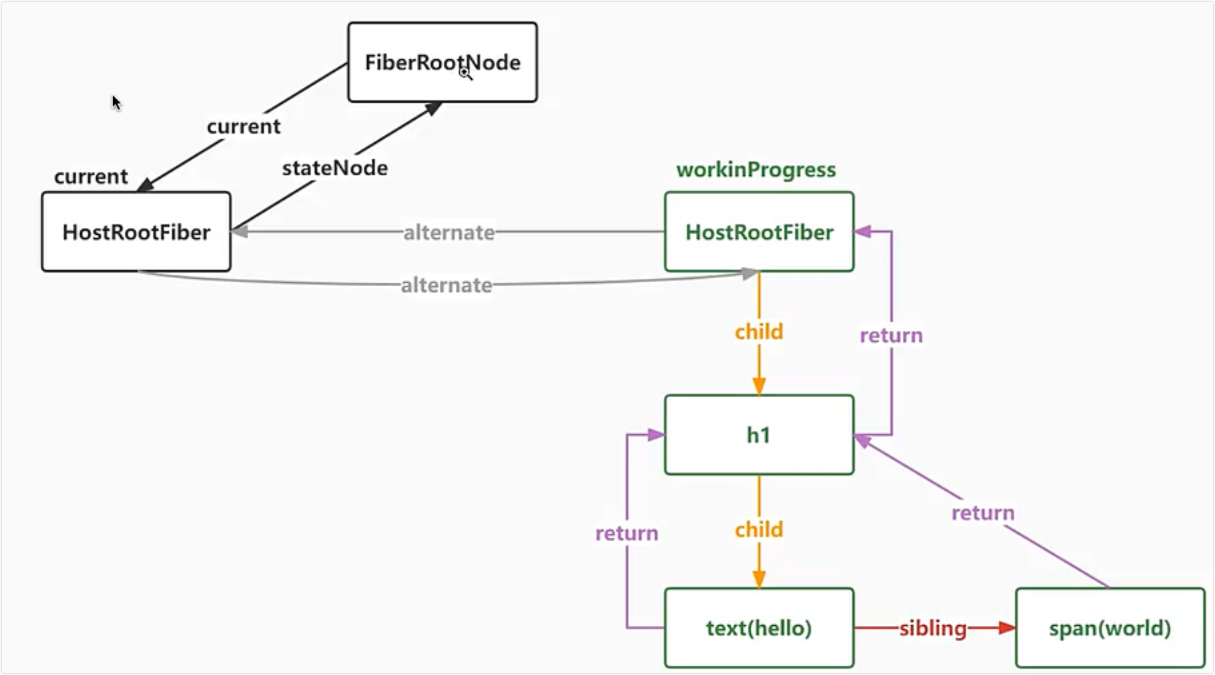 FiberRootNode
current
stateNode
current
workinProgress
HostRootFiber
alternate
HostRootFiber
alternate
child
return
h1
return
child
return
text(hello)
sibling
span(world)